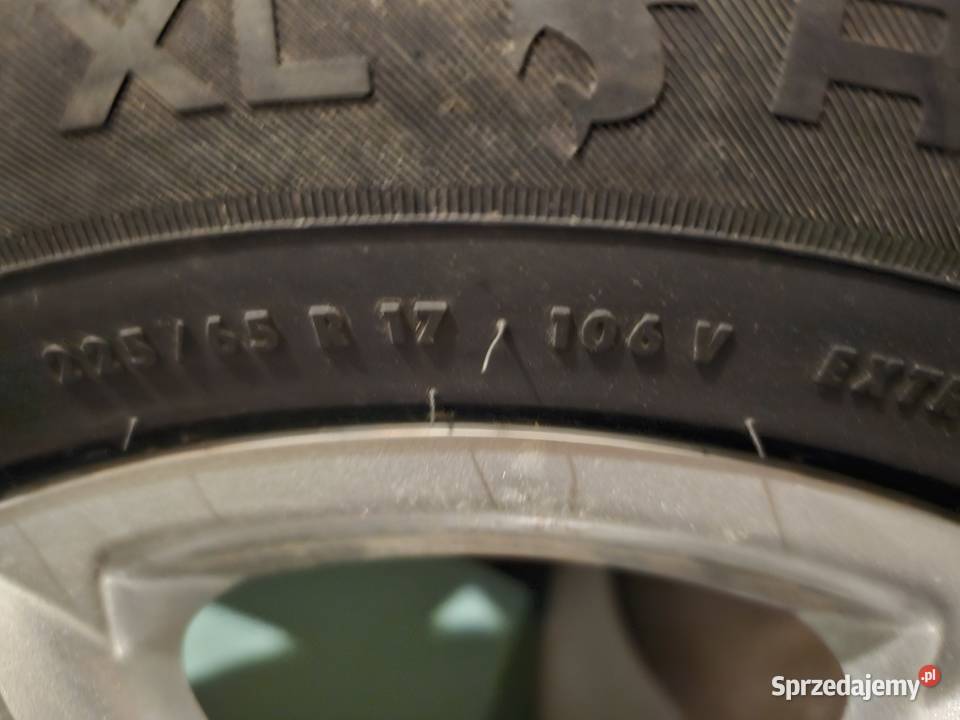 XL
225/65 R 17 106 V
Sprzedajemy.pl